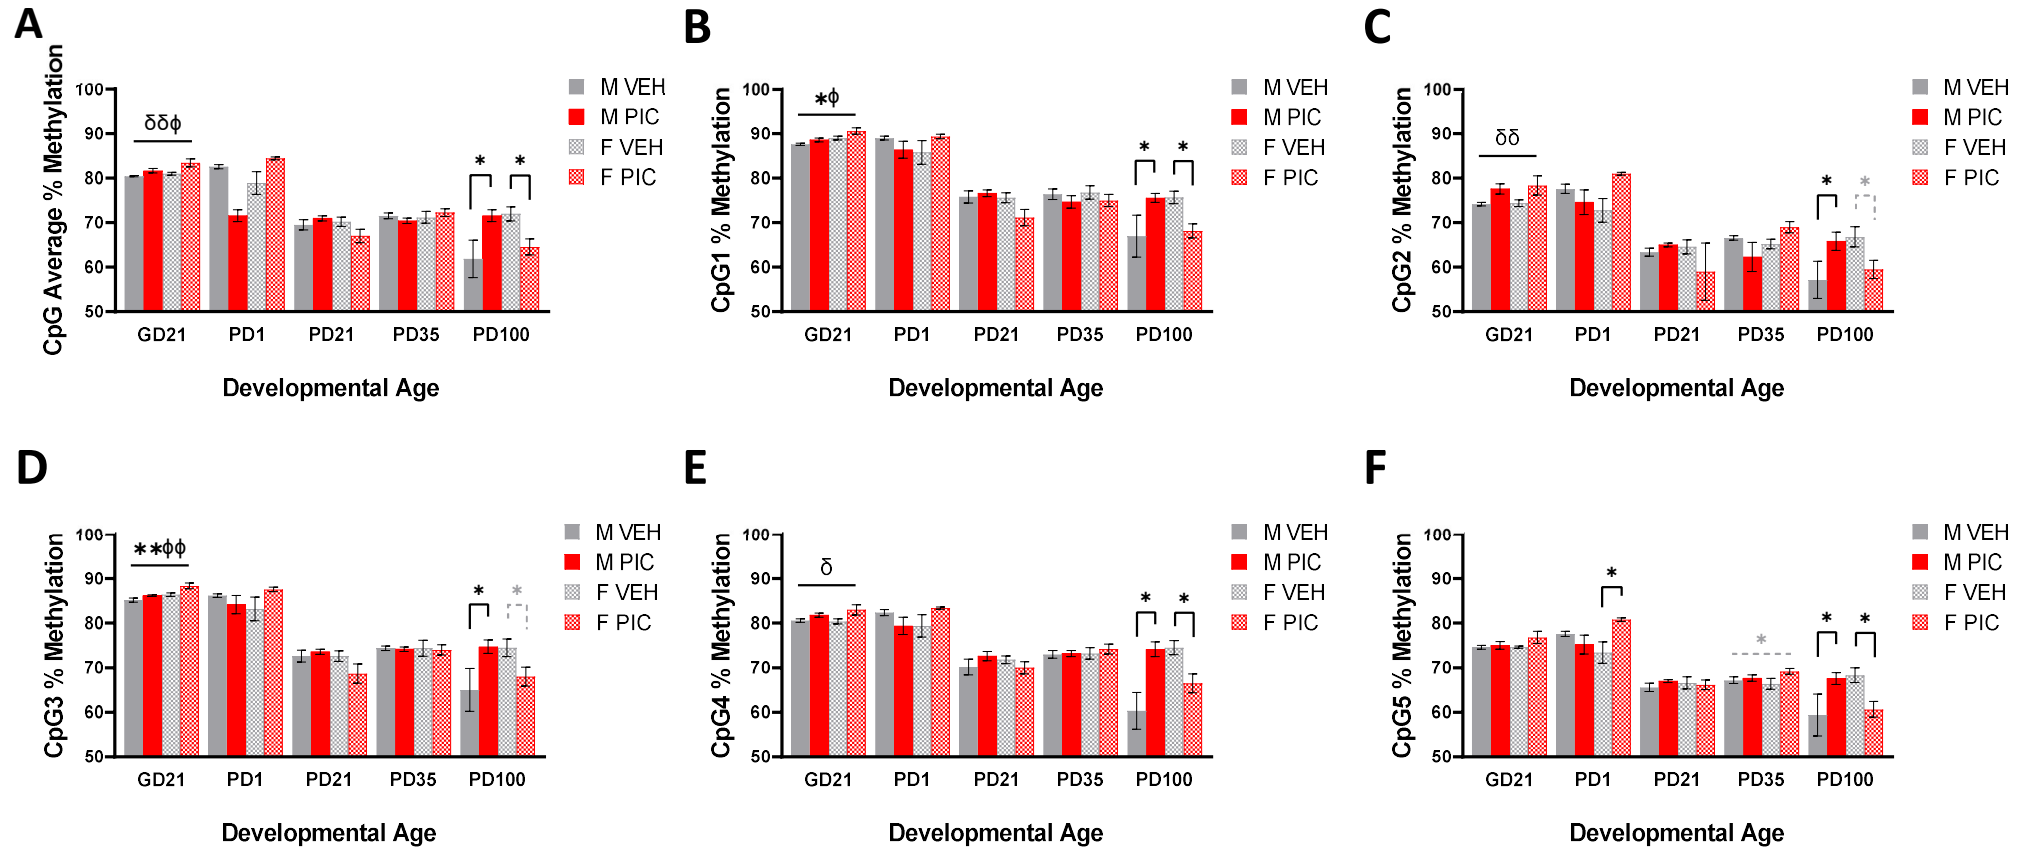 A
CpG Average % Methylation
100
90
80
70
60
50
δδϕ
* *
GD21 PD1 PD21 PD35 PD100
Developmental Age
M VEH
M PIC
F VEH
F PIC
B
CpG1 % Methylation
100
90
80
70
60
50
*ϕ
* *
GD21 PD1 PD21 PD35 PD100
Developmental Age
M VEH
M PIC
F VEH
F PIC
C
CpG2 % Methylation
100
90
80
70
60
50
δδ
* *
GD21 PD1 PD21 PD35 PD100
Developmental Age
M VEH
M PIC
F VEH
F PIC
D
CpG3 % Methylation
100
90
80
70
60
50
**ϕϕ
* *
GD21 PD1 PD21 PD35 PD100
Developmental Age
M VEH
M PIC
F VEH
F PIC
E
CpG4 % Methylation
100
90
80
70
60
50
δ
* *
GD21 PD1 PD21 PD35 PD100
Developmental Age
M VEH
M PIC
F VEH
F PIC
F
CpG5 % Methylation
100
90
80
70
60
50
*
*
* *
GD21 PD1 PD21 PD35 PD100
Developmental Age
M VEH
M PIC
F VEH
F PIC